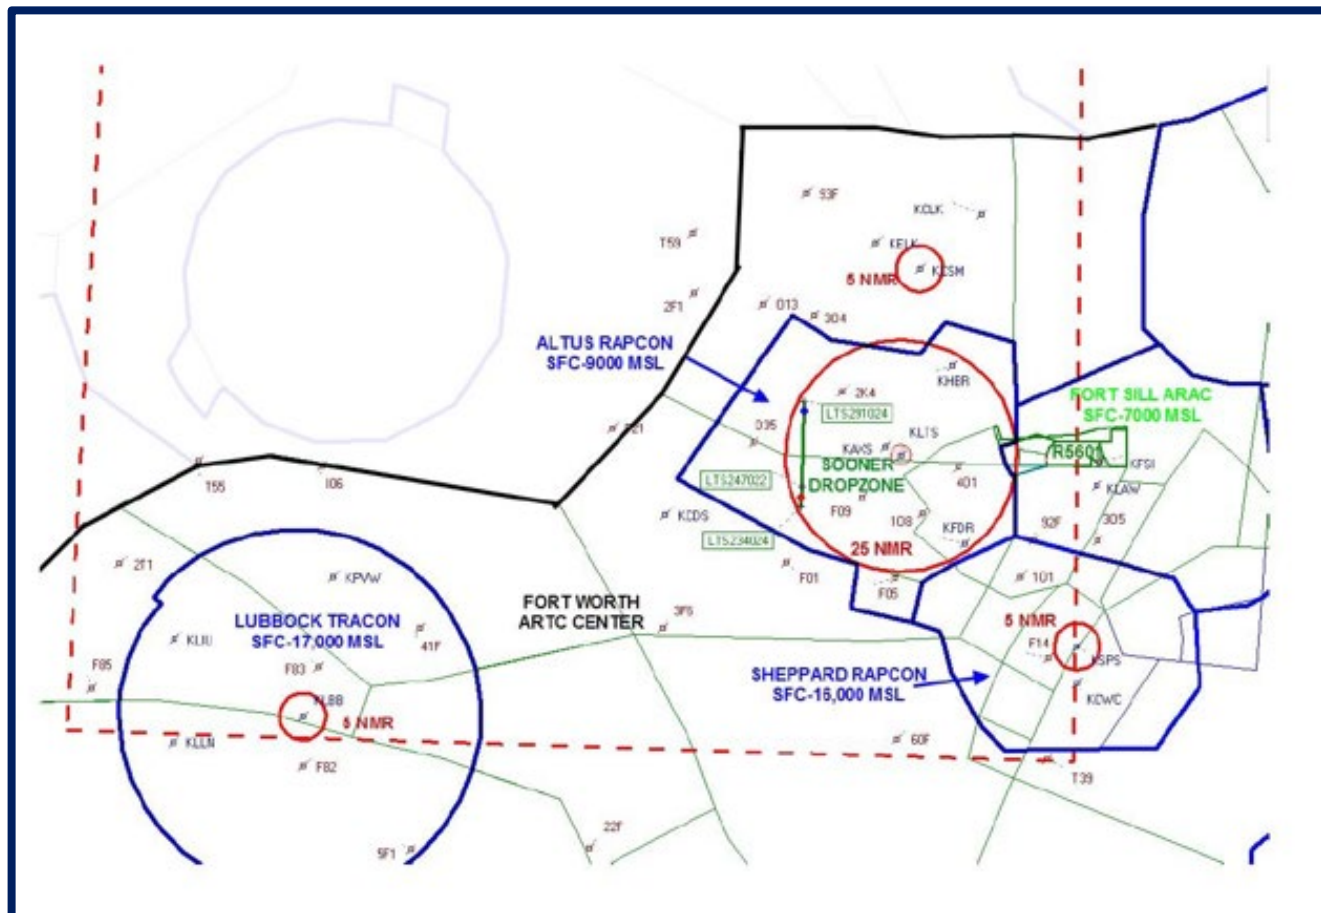 93F
KCLK
T59
KELK
KCSM
5 NMR
2F1
O13
3O4
ALTUS RAPCON
SFC-9000 MSL
KHBR
2K4
FORT SILL ARAC
SFC-7000 MSL
LTS291024
KLTS
KAXS
R5601
SOONER
DROPZONE
KFSI
T55
I06
LTS247022
4O1
KLAW
KCDS
F09
1O8
KFDR
92F
3O5
LTS234024
25 NMR
2T1
KPVW
F01
F05
1O1
FORT WORTH
ARTC CENTER
3F6
LUBBOCK TRACON
SFC-17,000 MSL
KLIU
41F
5 NMR
F14
KSPS
F85
F83
SHEPPARD RAPCON
SFC-16,000 MSL
KCWC
KLBB
5 NMR
KLLN
60F
F82
T39
22F
5F1